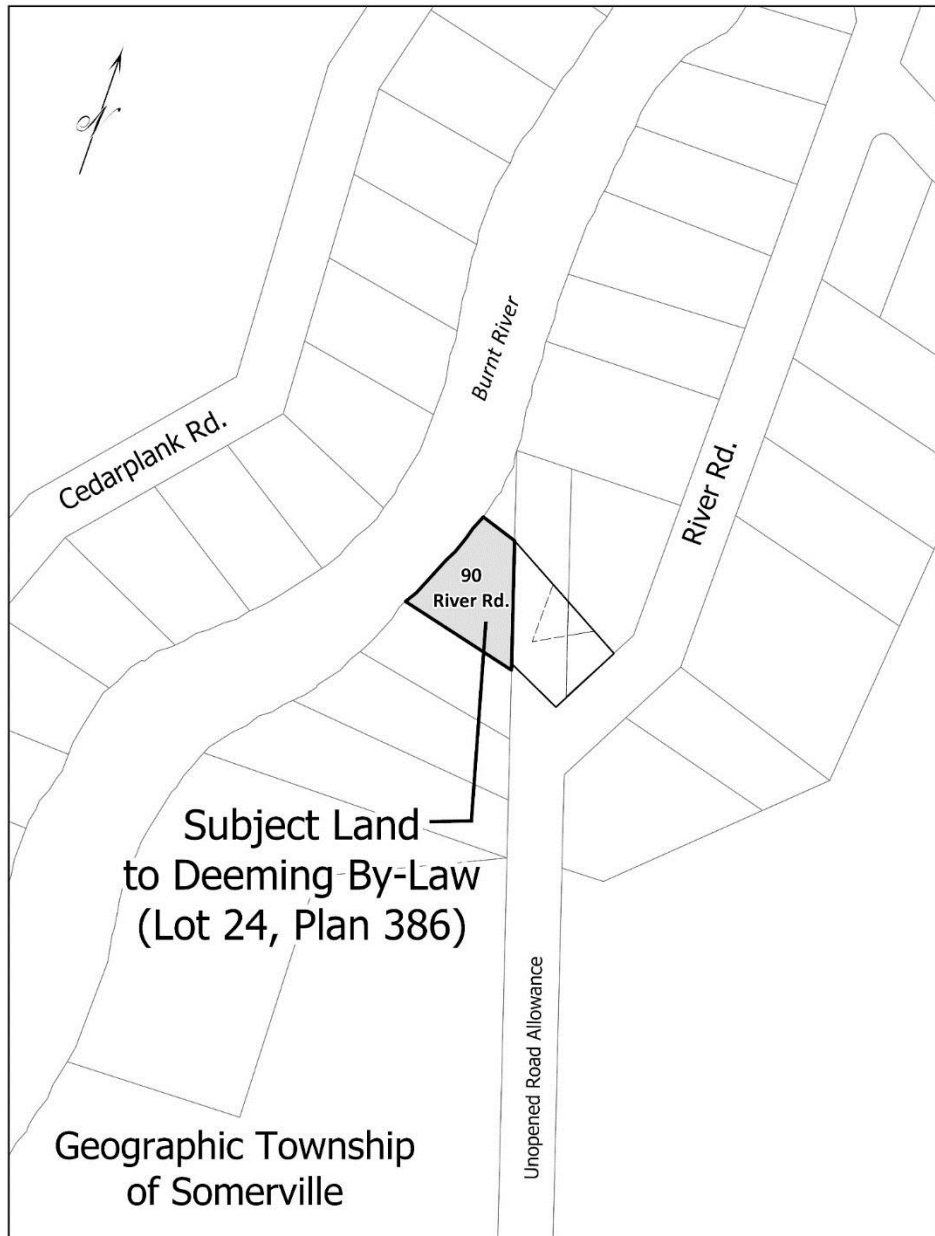 N
Burnt River
Cedarplank Rd.
River Rd.
90
River Rd.
Subject Land
to Deeming By-Law
(Lot 24, Plan 386)
Unopened Road Allowance
Geographic Township
of Somerville